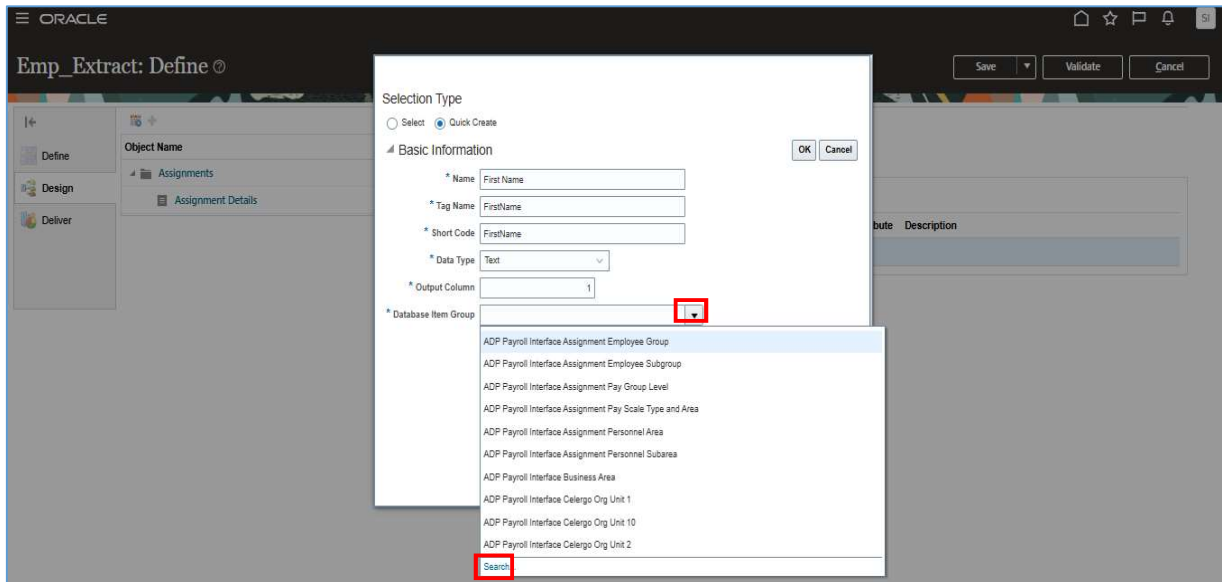 ORACLE
SI
Emp_Extract: Define
Save
Validate
Cancel
Define
Design
Deliver
Object Name
Assignments
Assignment Details
Selection Type
Select
Quick Create
Basic Information
OK
Cancel
* Name First Name
* Tag Name FirstName
* Short Code FirstName
* Data Type Text
* Output Column 1
* Database Item Group
ADP Payroll Interface Assignment Employee Group
ADP Payroll Interface Assignment Employee Subgroup
ADP Payroll Interface Assignment Pay Group Level
ADP Payroll Interface Assignment Pay Scale Type and Area
ADP Payroll Interface Assignment Personnel Area
ADP Payroll Interface Assignment Personnel Subarea
ADP Payroll Interface Business Area
ADP Payroll Interface Celergo Org Unit 1
ADP Payroll Interface Celergo Org Unit 10
ADP Payroll Interface Celergo Org Unit 2
Search...
bute Description